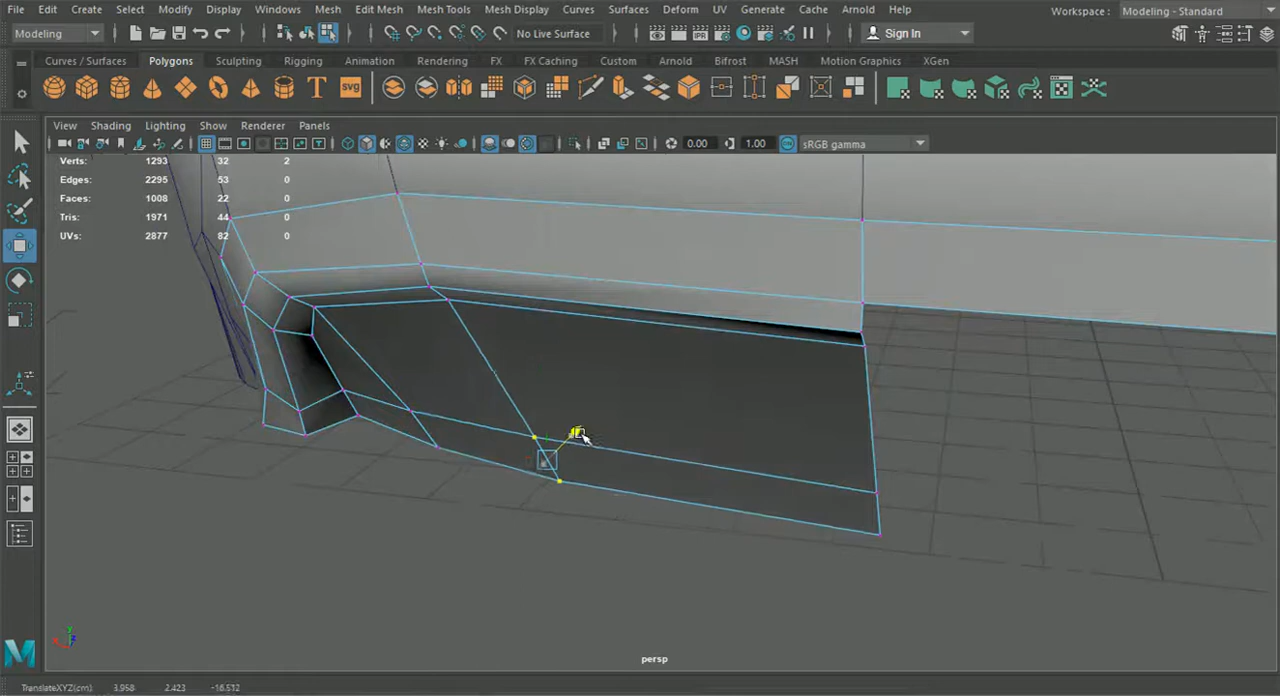 File Edit Create Select Modify Display Windows Mesh Edit Mesh Mesh Tools Mesh Display Curves Surfaces Deform UV Generate Cache Arnold Help Workspace: Modeling - Standard
Modeling No Live Surface Sign In
Curves / Surfaces Polygons Sculpting Rigging Animation Rendering FX FX Caching Custom Arnold Bifrost MASH Motion Graphics XGen
T svg
View Shading Lighting Show Renderer Panels
0.00 1.00 sRGB gamma
Verts: 1293 32 2
Edges: 2295 53 0
Faces: 1008 22 0
Tris: 1971 44 0
UVs: 2877 82 0
persp
TranslateXYZ(cm): 3.958 2.423 -16.512